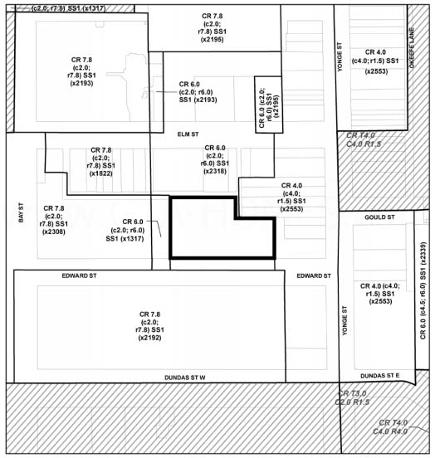 (c2.0; r7.8) SS1 (x1317)
CR 7.8
(c2.0;
r7.8) SS1
(x2195)
CR 7.8
(c2.0;
r7.8) SS1
(x2193)
CR 6.0
(c2.0; r6.0)
SS1 (x2193)
CR 6.0 (c2.0;
r6.0) SS1
(x2195)
YONGE ST
CR 4.0
(c4.0; r1.5) SS1
(x2553)
OKEEFE LANE
ELM ST
CR T4.0
C4.0 R1.5
CR 7.8
(c2.0;
r7.8) SS1
(x1822)
CR 6.0
(c2.0;
r6.0) SS1
(x2318)
BAY ST
CR 7.8
(c2.0;
r7.8) SS1
(x2308)
CR 6.0
(c2.0; r6.0)
SS1 (x1317)
CR 4.0
(c4.0;
r1.5) SS1
(x2553)
GOULD ST
CR 6.0 (c4.5; r6.0) SS1 (x2339)
EDWARD ST
EDWARD ST
YONGE ST
CR 4.0 (c4.0;
r1.5) SS1
(x2553)
CR 7.8
(c2.0;
r7.8) SS1
(x2192)
DUNDAS ST W
DUNDAS ST E
CR T3.0
C2.0 R1.5
CR T4.0
C4.0 R4.0